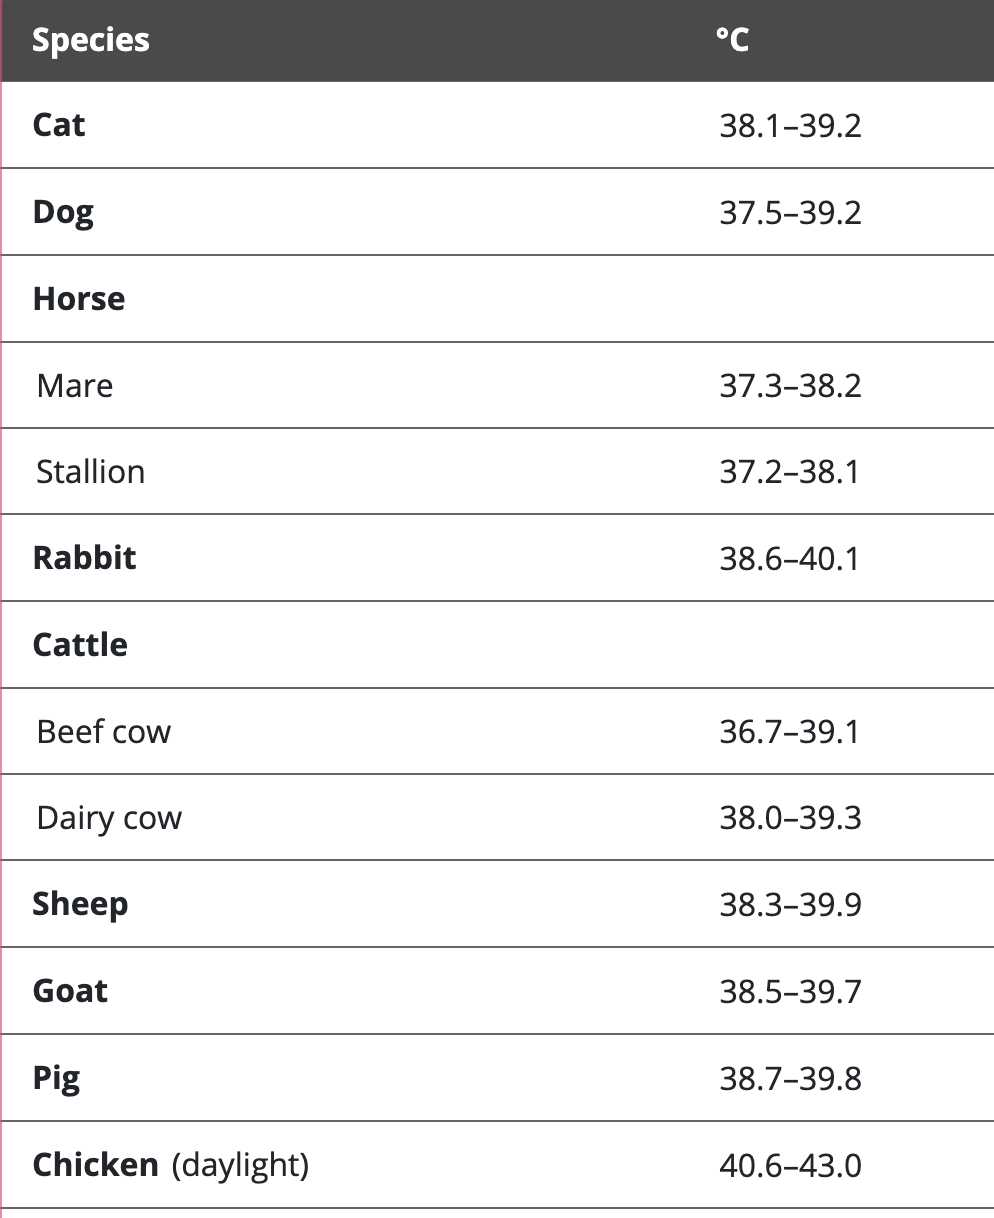 Species °C
Cat 38.1–39.2
Dog 37.5–39.2
Horse
Mare 37.3–38.2
Stallion 37.2–38.1
Rabbit 38.6–40.1
Cattle
Beef cow 36.7–39.1
Dairy cow 38.0–39.3
Sheep 38.3–39.9
Goat 38.5–39.7
Pig 38.7–39.8
Chicken (daylight) 40.6–43.0